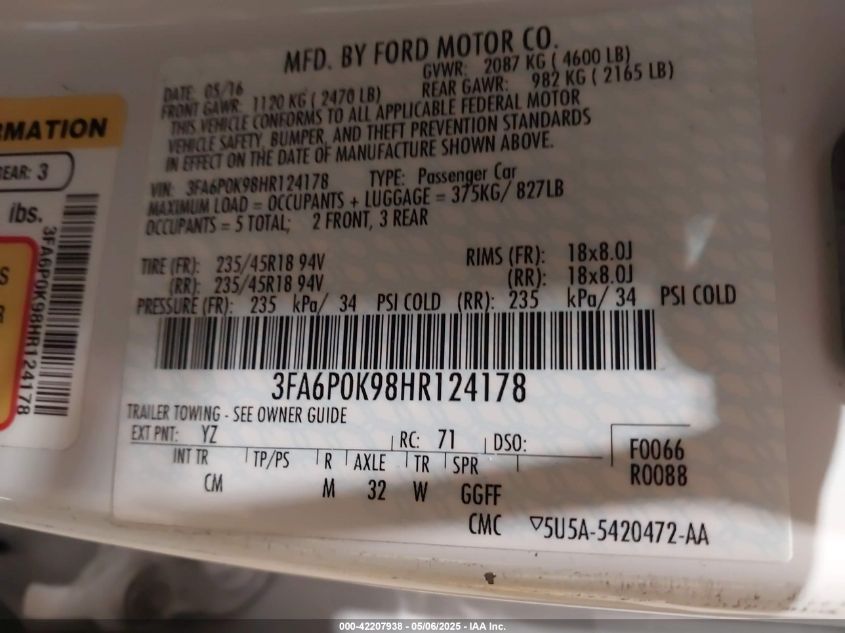 MFD. BY FORD MOTOR CO.
DATE: 05/16 GVWR: 2087 KG ( 4600 LB)
FRONT GAWR: 1120 KG ( 2470 LB) REAR GAWR: 982 KG ( 2165 LB)
THIS VEHICLE CONFORMS TO ALL APPLICABLE FEDERAL MOTOR
VEHICLE SAFETY, BUMPER, AND THEFT PREVENTION STANDARDS
IN EFFECT ON THE DATE OF MANUFACTURE SHOWN ABOVE.
VIN: 3FA6P0K98HR124178 TYPE: Passenger Car
MAXIMUM LOAD = OCCUPANTS + LUGGAGE = 375KG/ 827LB
OCCUPANTS = 5 TOTAL; 2 FRONT, 3 REAR
TIRE (FR): 235/45R18 94V RIMS (FR): 18x8.0J
(RR): 235/45R18 94V (RR): 18x8.0J
PRESSURE (FR): 235 kPa/ 34 PSI COLD (RR): 235 kPa/ 34 PSI COLD
3FA6P0K98HR124178
TRAILER TOWING - SEE OWNER GUIDE
EXT PNT: YZ RC: 71 DSO:
INT TR TP/PS R AXLE TR SPR
CM M 32 W GGFF
F0066
R0088
CMC ▽5U5A-5420472-AA
RMATION
EAR: 3
lbs.
3FA6P0K98HR124178
S
R
000-42207938 - 05/06/2025 - IAA Inc.